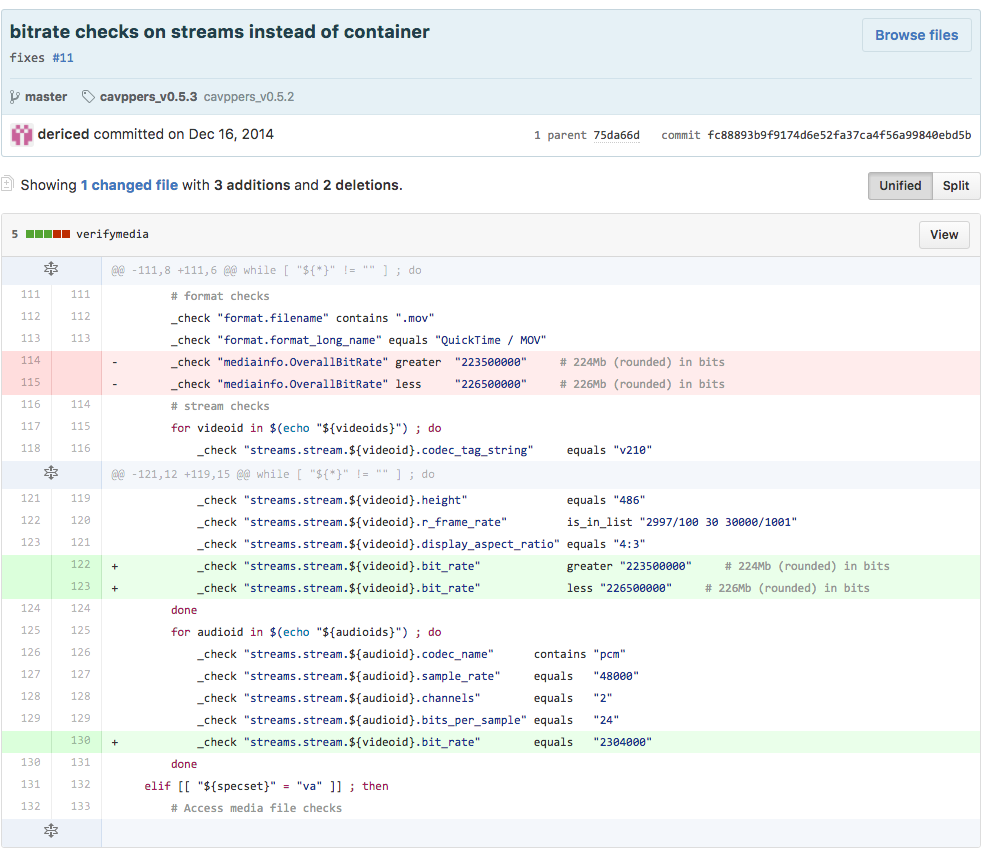 bitrate checks on streams instead of container
Browse files
fixes #11
master cavppers_v0.5.3 cavppers_v0.5.2
dericed committed on Dec 16, 2014 1 parent 75da66d commit fc88893b9f9174d6e52fa37ca4f56a99840ebd5b
Showing 1 changed file with 3 additions and 2 deletions. Unified Split
5 verifymedia View
@@ -111,8 +111,6 @@ while [ "${*}" != "" ] ; do
111 111 # format checks
112 112 _check "format.filename" contains ".mov"
113 113 _check "format.format_long_name" equals "QuickTime / MOV"
114 - _check "mediainfo.OverallBitRate" greater "223500000" # 224Mb (rounded) in bits
115 - _check "mediainfo.OverallBitRate" less "226500000" # 226Mb (rounded) in bits
116 114 # stream checks
117 115 for videoid in $(echo "${videoids}") ; do
118 116 _check "streams.stream.${videoid}.codec_tag_string" equals "v210"
@@ -121,12 +119,15 @@ while [ "${*}" != "" ] ; do
121 119 _check "streams.stream.${videoid}.height" equals "486"
122 120 _check "streams.stream.${videoid}.r_frame_rate" is_in_list "2997/100 30 30000/1001"
123 121 _check "streams.stream.${videoid}.display_aspect_ratio" equals "4:3"
122 + _check "streams.stream.${videoid}.bit_rate" greater "223500000" # 224Mb (rounded) in bits
123 + _check "streams.stream.${videoid}.bit_rate" less "226500000" # 226Mb (rounded) in bits
124 124 done
125 125 for audioid in $(echo "${audioids}") ; do
126 126 _check "streams.stream.${audioid}.codec_name" contains "pcm"
127 127 _check "streams.stream.${audioid}.sample_rate" equals "48000"
128 128 _check "streams.stream.${audioid}.channels" equals "2"
129 129 _check "streams.stream.${audioid}.bits_per_sample" equals "24"
130 + _check "streams.stream.${videoid}.bit_rate" equals "2304000"
130 131 done
131 132 elif [[ "${specset}" = "va" ]] ; then
132 133 # Access media file checks